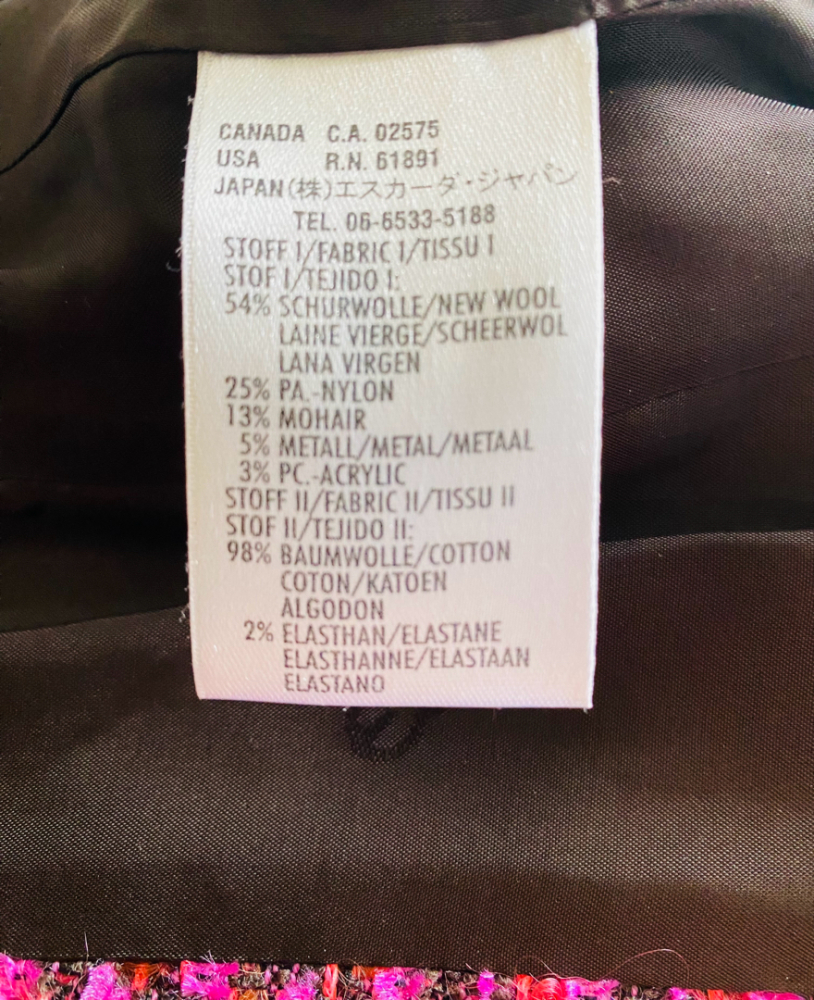 CANADA C.A. 02575
USA R.N. 61891
JAPAN(株)エスカーダ・ジャパン
TEL. 06-6533-5188
STOFF I/FABRIC I/TISSU I
STOF I/TEJIDO I:
54% SCHURWOLLE/NEW WOOL
LAINE VIERGE/SCHEERWOL
LANA VIRGEN
25% PA.-NYLON
13% MOHAIR
5% METALL/METAL/METAAL
3% PC.-ACRYLIC
STOFF II/FABRIC II/TISSU II
STOF II/TEJIDO II:
98% BAUMWOLLE/COTTON
COTON/KATOEN
ALGODON
2% ELASTHAN/ELASTANE
ELASTHANNE/ELASTAAN
ELASTANO